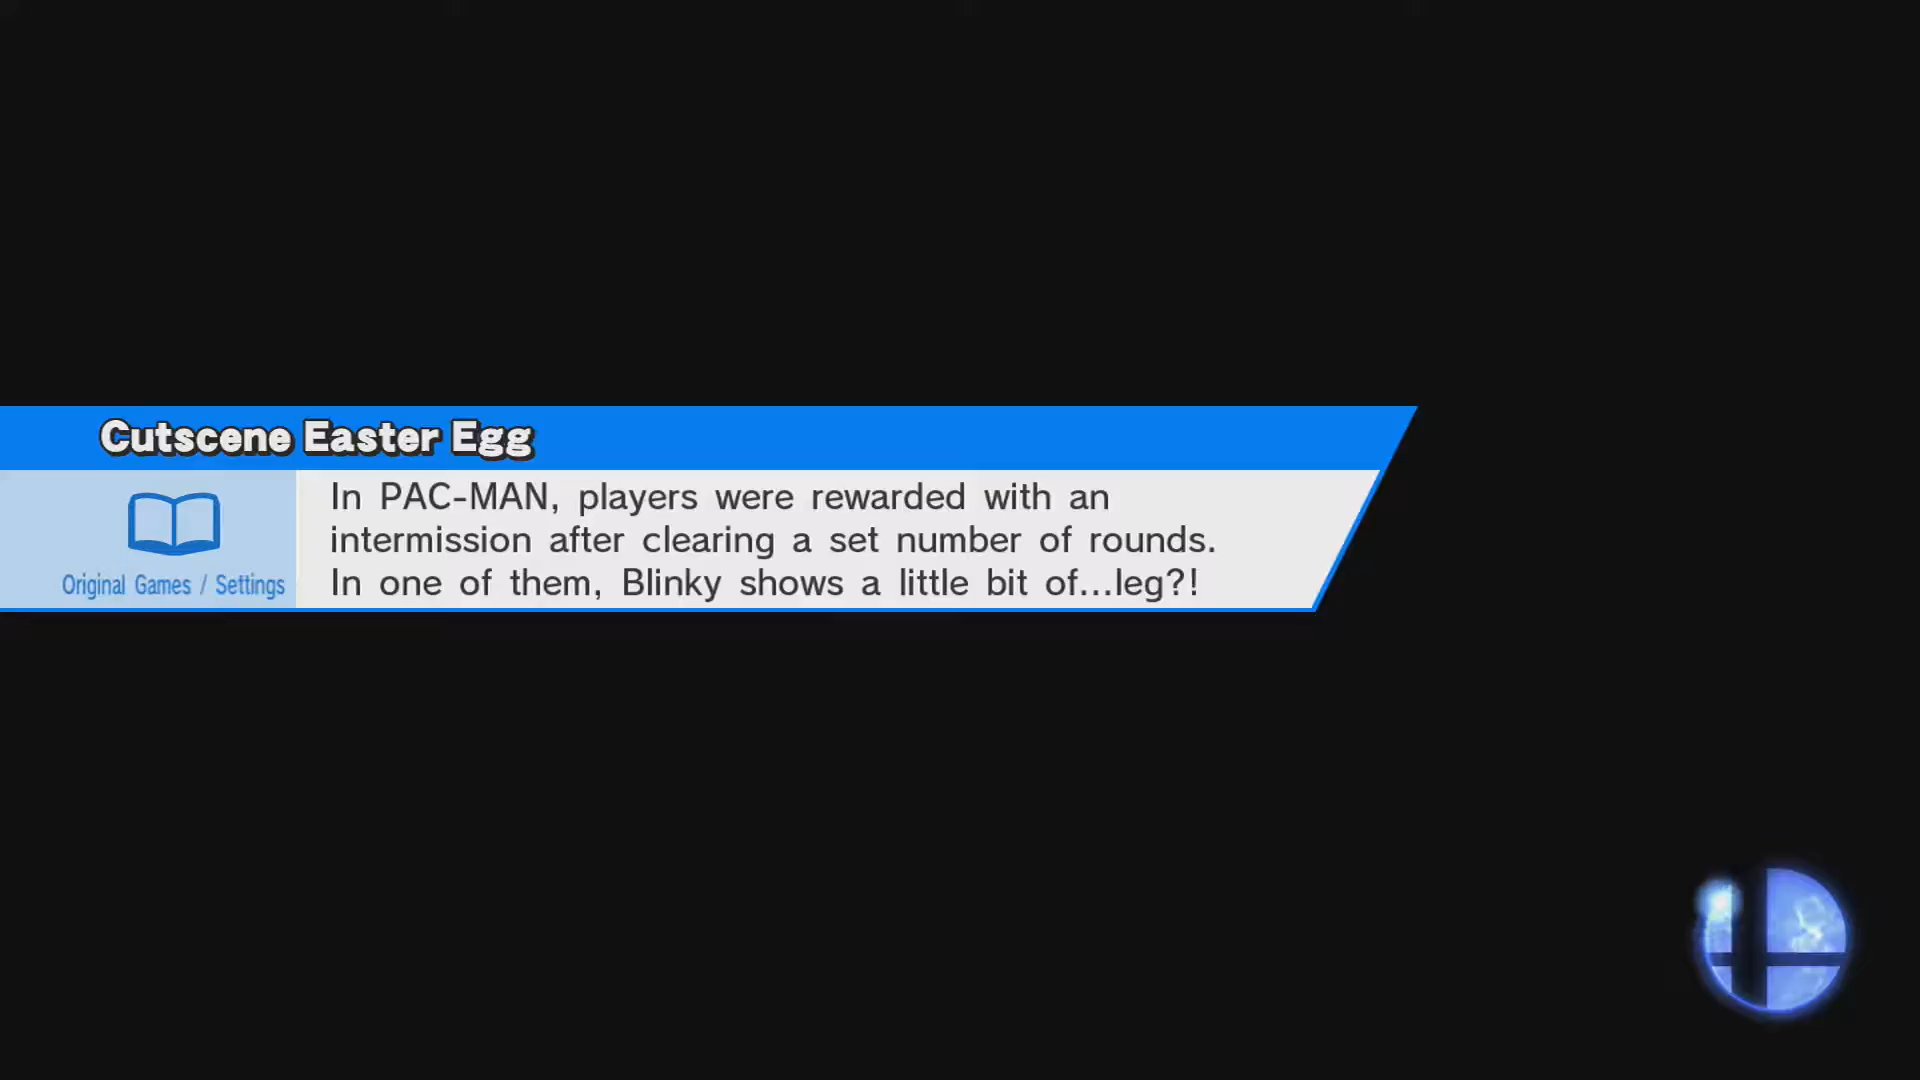 Cutscene Easter Egg
Original Games / Settings
In PAC-MAN, players were rewarded with an
intermission after clearing a set number of rounds.
In one of them, Blinky shows a little bit of...leg?!